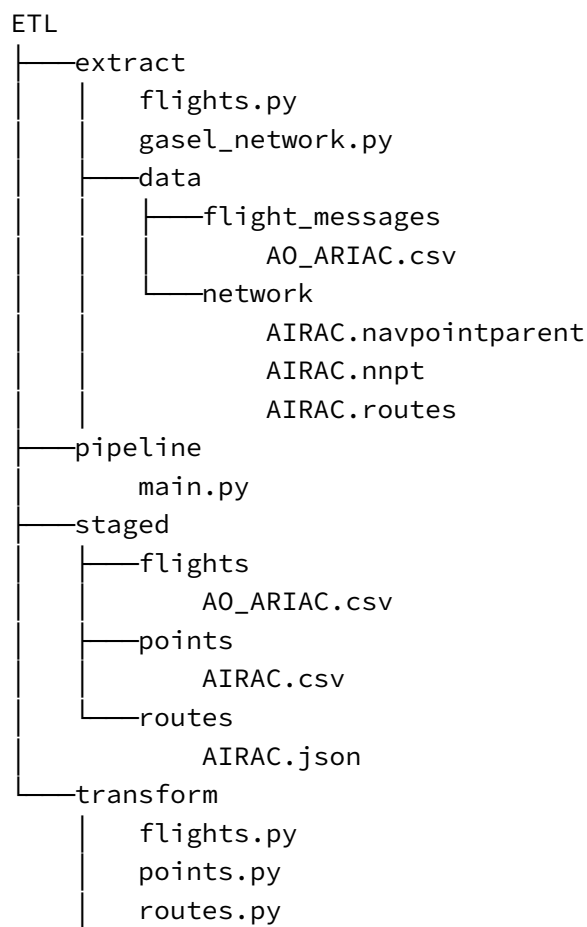 ETL
extract
flights.py
gasel_network.py
data
flight_messages
AO_ARIAC.csv
network
AIRAC.navpointparent
AIRAC.nnpt
AIRAC.routes
pipeline
main.py
staged
flights
AO_ARIAC.csv
points
AIRAC.csv
routes
AIRAC.json
transform
flights.py
points.py
routes.py